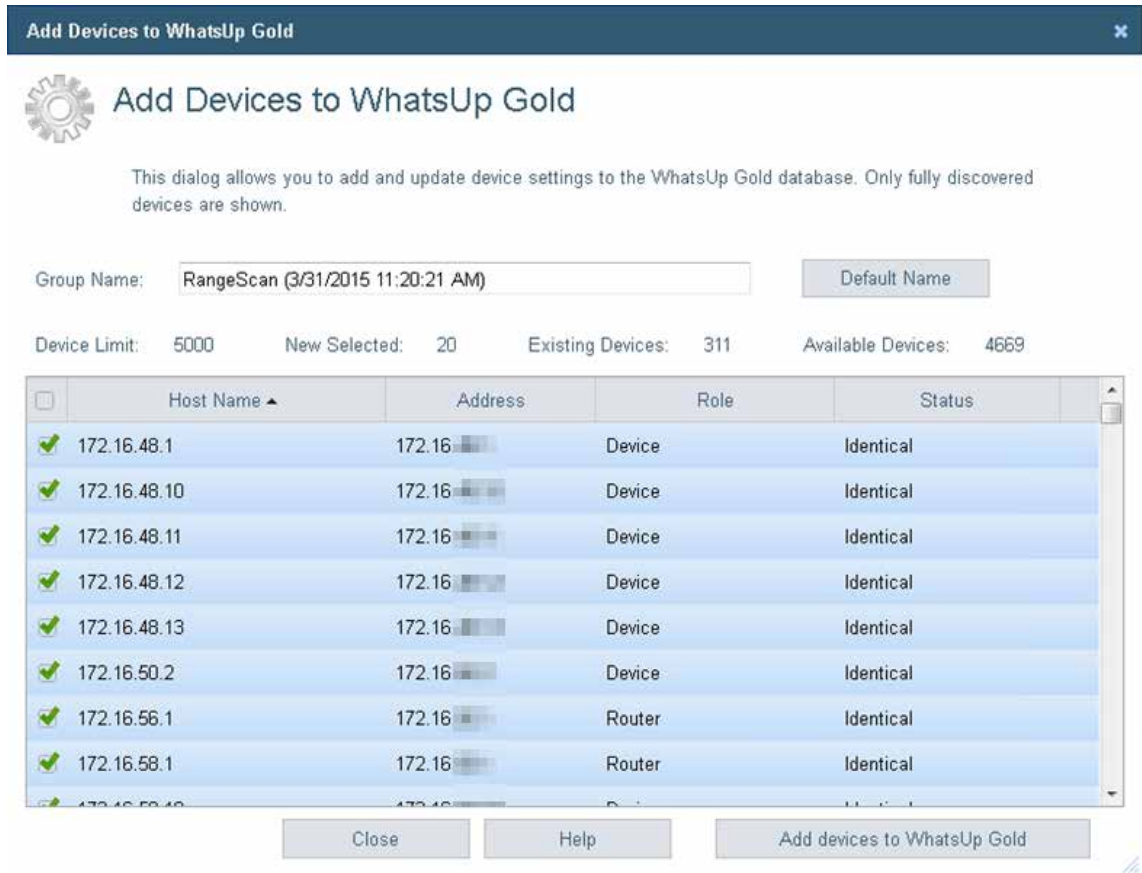 Add Devices to WhatsUp Gold
Add Devices to WhatsUp Gold
This dialog allows you to add and update device settings to the WhatsUp Gold database. Only fully discovered
devices are shown.
Group Name: RangeScan (3/31/2015 11:20:21 AM) Default Name
Device Limit: 5000 New Selected: 20 Existing Devices: 311 Available Devices: 4669
Host Name Address Role Status
172.16.48.1 172.16 Device Identical
172.16.48.10 172.16 Device Identical
172.16.48.11 172.16 Device Identical
172.16.48.12 172.16 Device Identical
172.16.48.13 172.16 Device Identical
172.16.50.2 172.16 Device Identical
172.16.56.1 172.16 Router Identical
172.16.58.1 172.16 Router Identical
Close Help Add devices to WhatsUp Gold